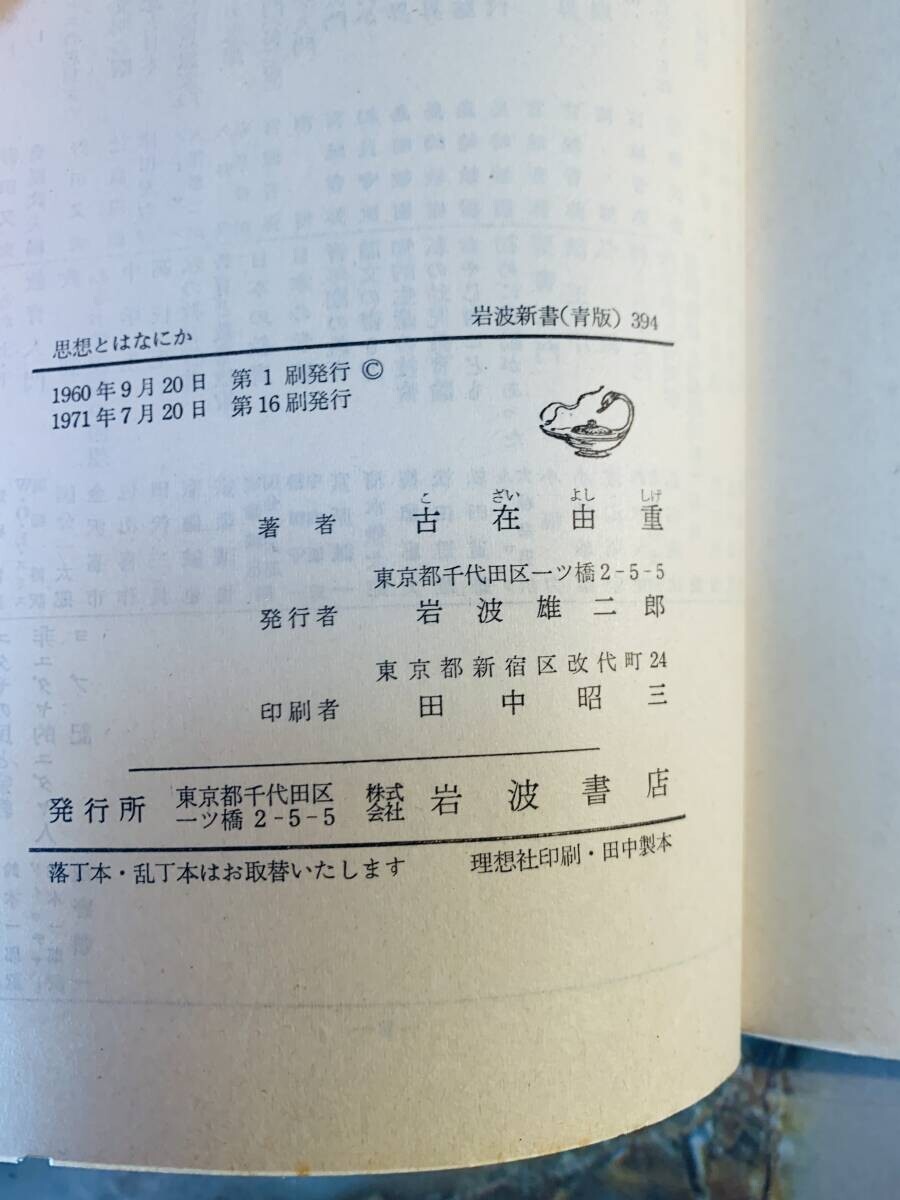 思想とはなにか
岩波新書(青版) 394
1960年9月20日 第1刷発行 ©
1971年7月20日 第16刷発行
こ ざい よし しげ
著者 古在由重
東京都千代田区一ツ橋2-5-5
発行者 岩波雄二郎
東京都新宿区改代町24
印刷者 田中昭三
発行所 東京都千代田区一ツ橋2-5-5 株式会社 岩波書店
落丁本・乱丁本はお取替いたします
理想社印刷・田中製本